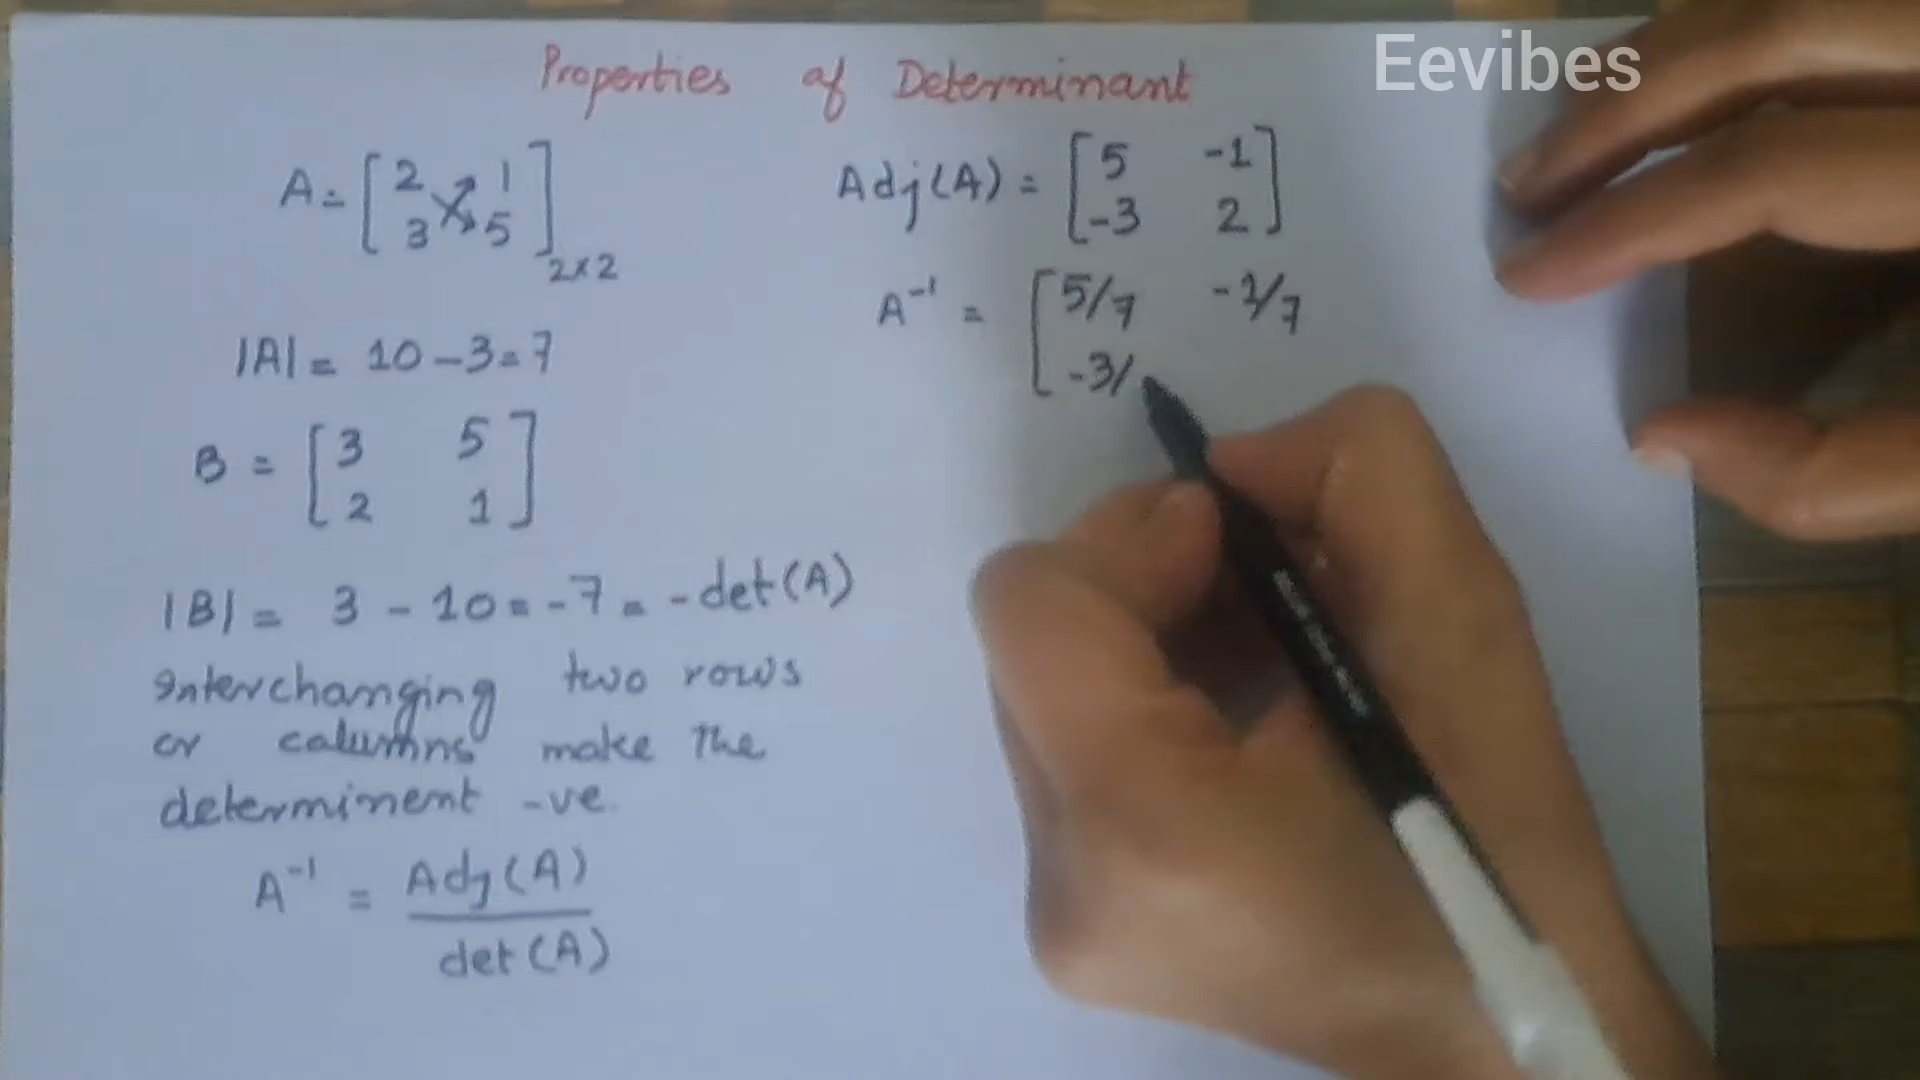 Eevibes
Properties of Determinant
A = [ 2 1
3 5 ] 2x2
|A| = 10 - 3 = 7
B = [ 3 5
2 1 ]
|B| = 3 - 10 = -7 = -det(A)
Interchanging two rows
or columns make the
determinent -ve.
A⁻¹ = Adj(A)
det(A)
Adj(A) = [ 5 -1
-3 2 ]
A⁻¹ = [ 5/7 -1/7
-3/